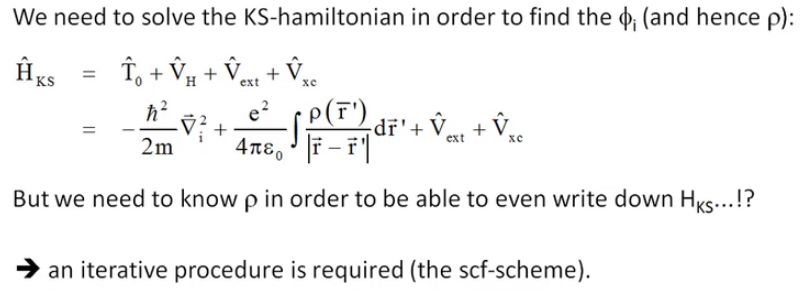 We need to solve the KS-hamiltonian in order to find the ϕᵢ (and hence ρ):
Ĥ_KS = T̂₀ + V̂_H + V̂_ext + V̂_xc
= − ħ²/2m ∇⃗ᵢ² + e²/4πε₀ ∫ ρ(r⃗')/|r⃗ − r⃗'| dr⃗' + V̂_ext + V̂_xc
But we need to know ρ in order to be able to even write down H_KS...!?
➔ an iterative procedure is required (the scf-scheme).